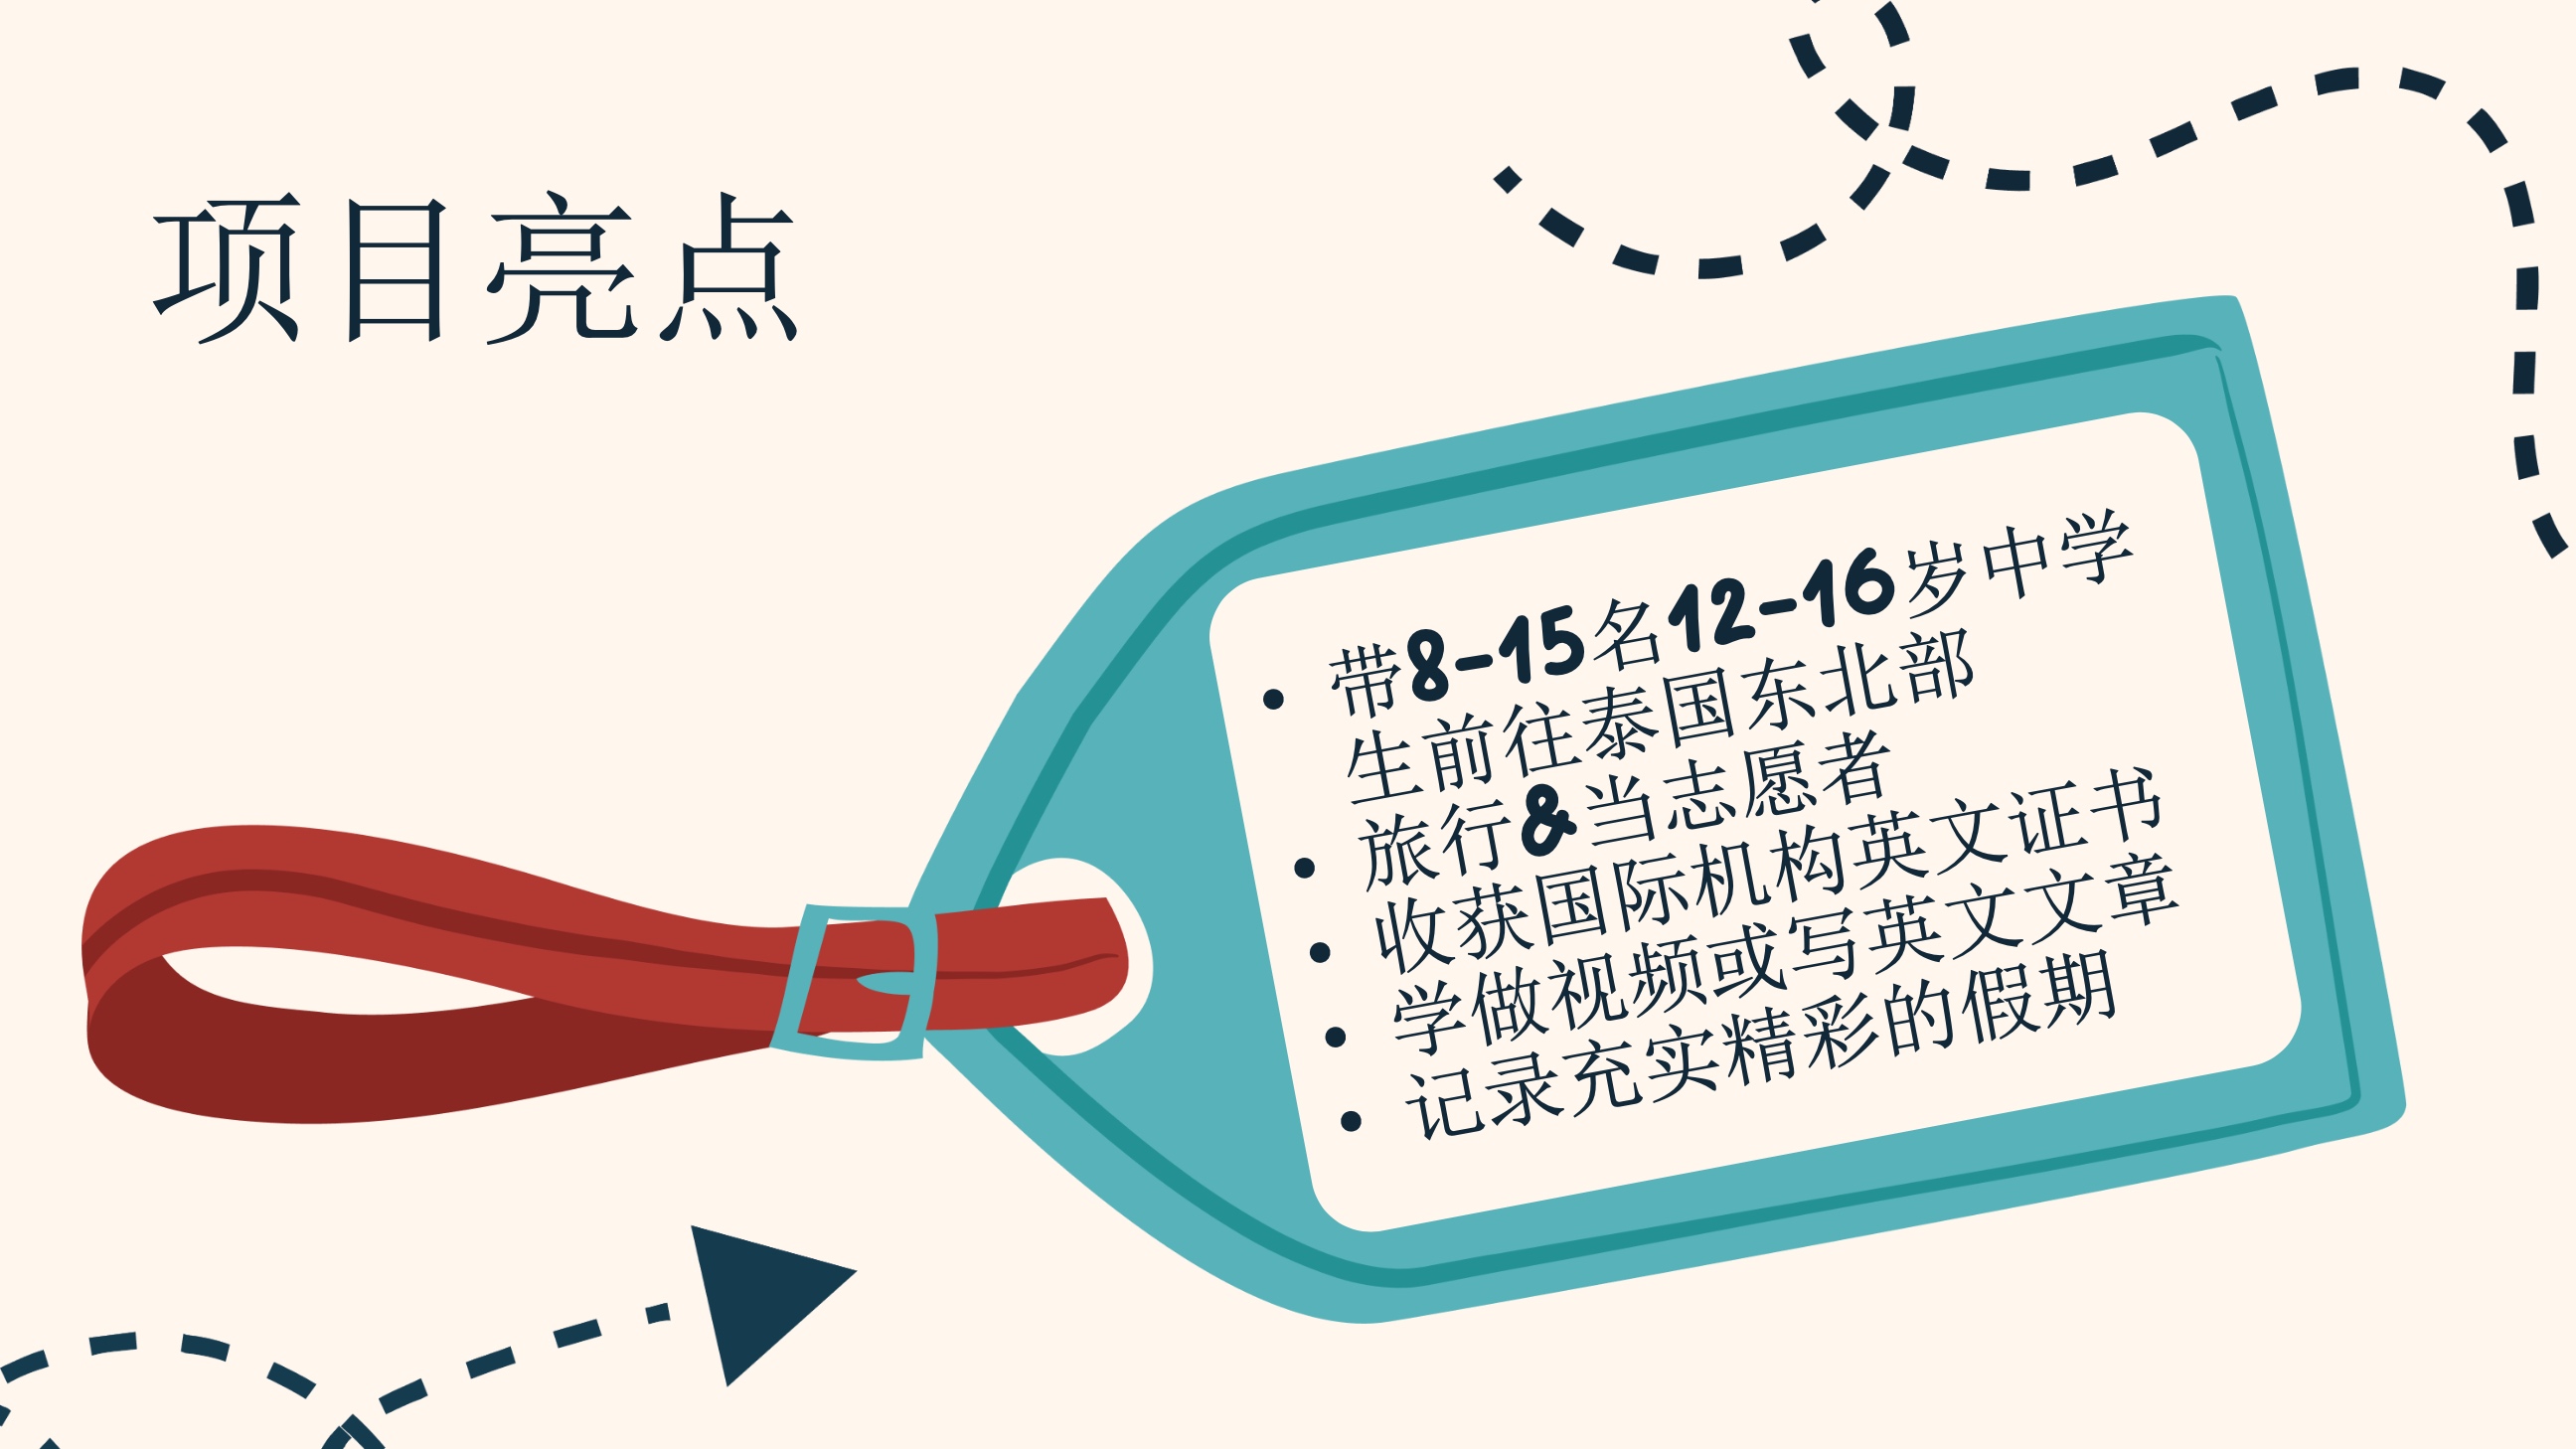 项目亮点
• 带8-15名12-16岁中学
生前往泰国东北部
• 旅行&当志愿者
• 收获国际机构英文证书
• 学做视频或写英文文章
• 记录充实精彩的假期